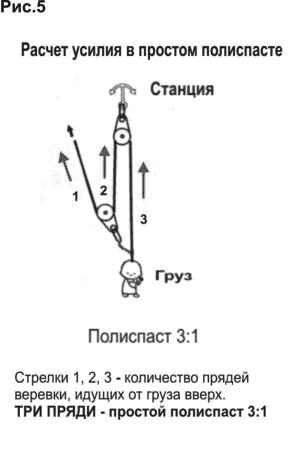 Рис.5
Расчет усилия в простом полиспасте
Станция
1
2
3
Груз
Полиспаст 3:1
Стрелки 1, 2, 3 - количество прядей
веревки, идущих от груза вверх.
ТРИ ПРЯДИ - простой полиспаст 3:1